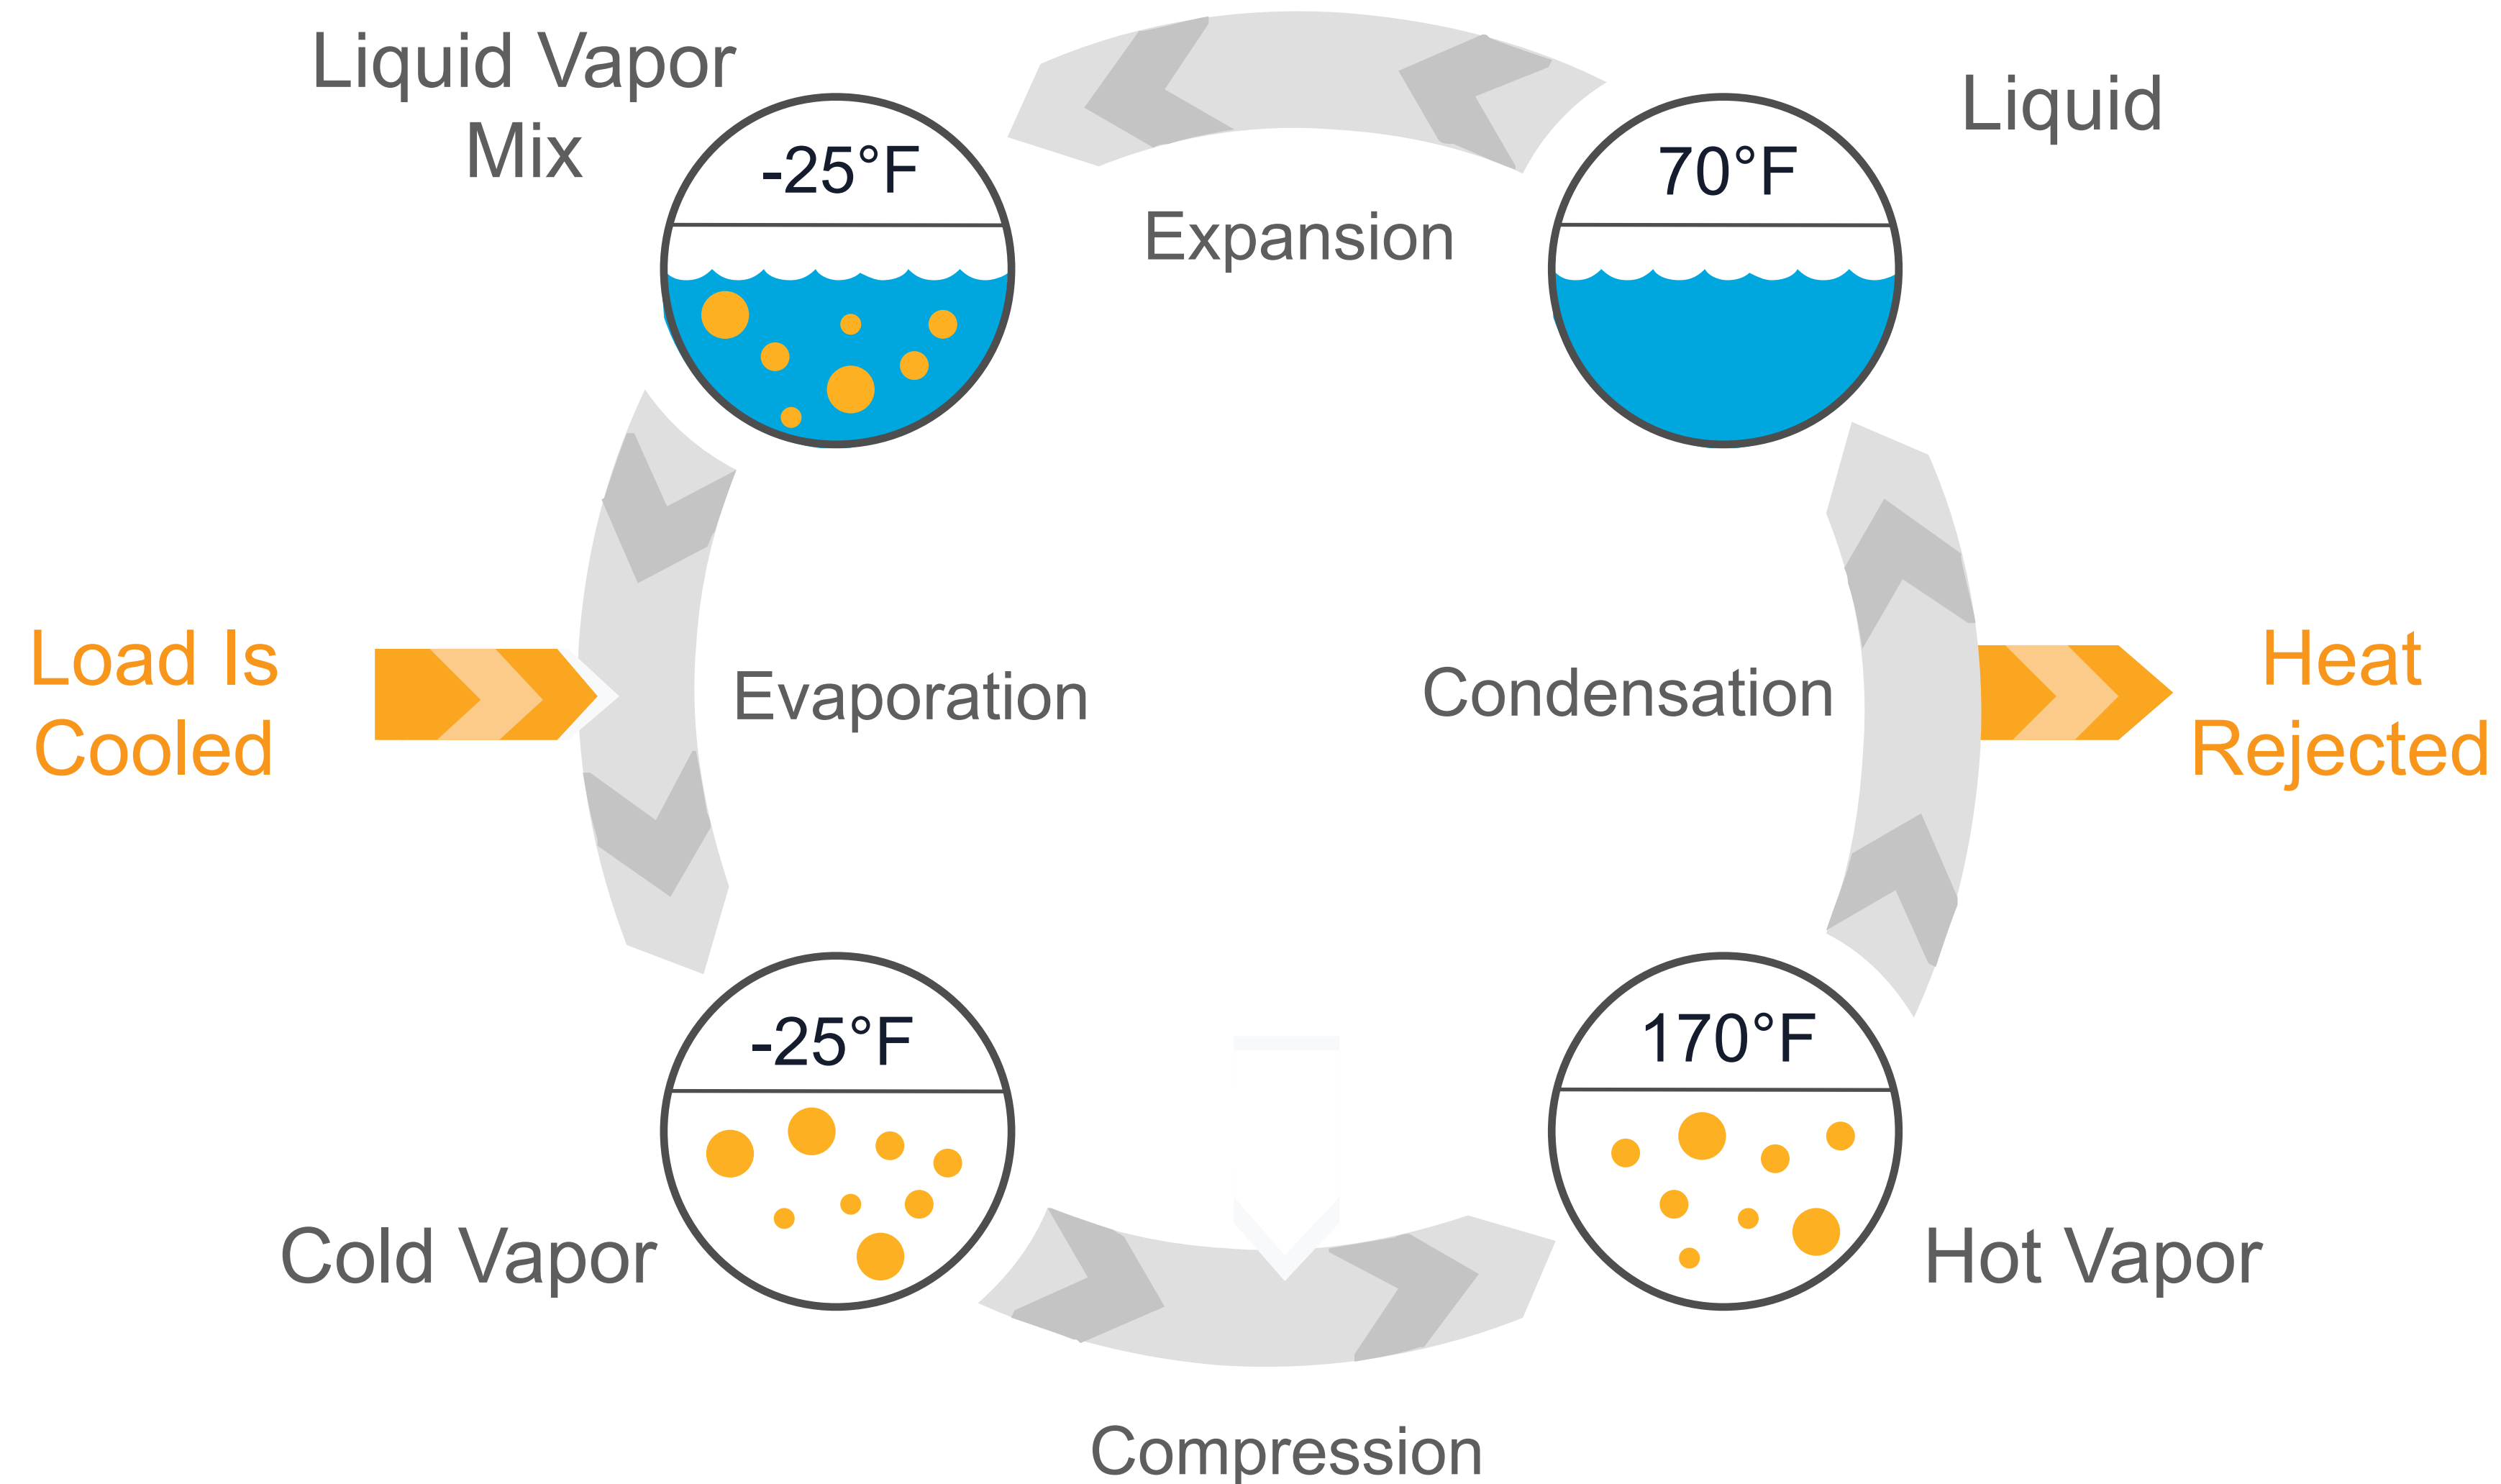 Liquid Vapor
Mix
-25°F
Expansion
70°F
Liquid
Load Is
Cooled
Evaporation
Condensation
Heat
Rejected
-25°F
Cold Vapor
170°F
Hot Vapor
Compression